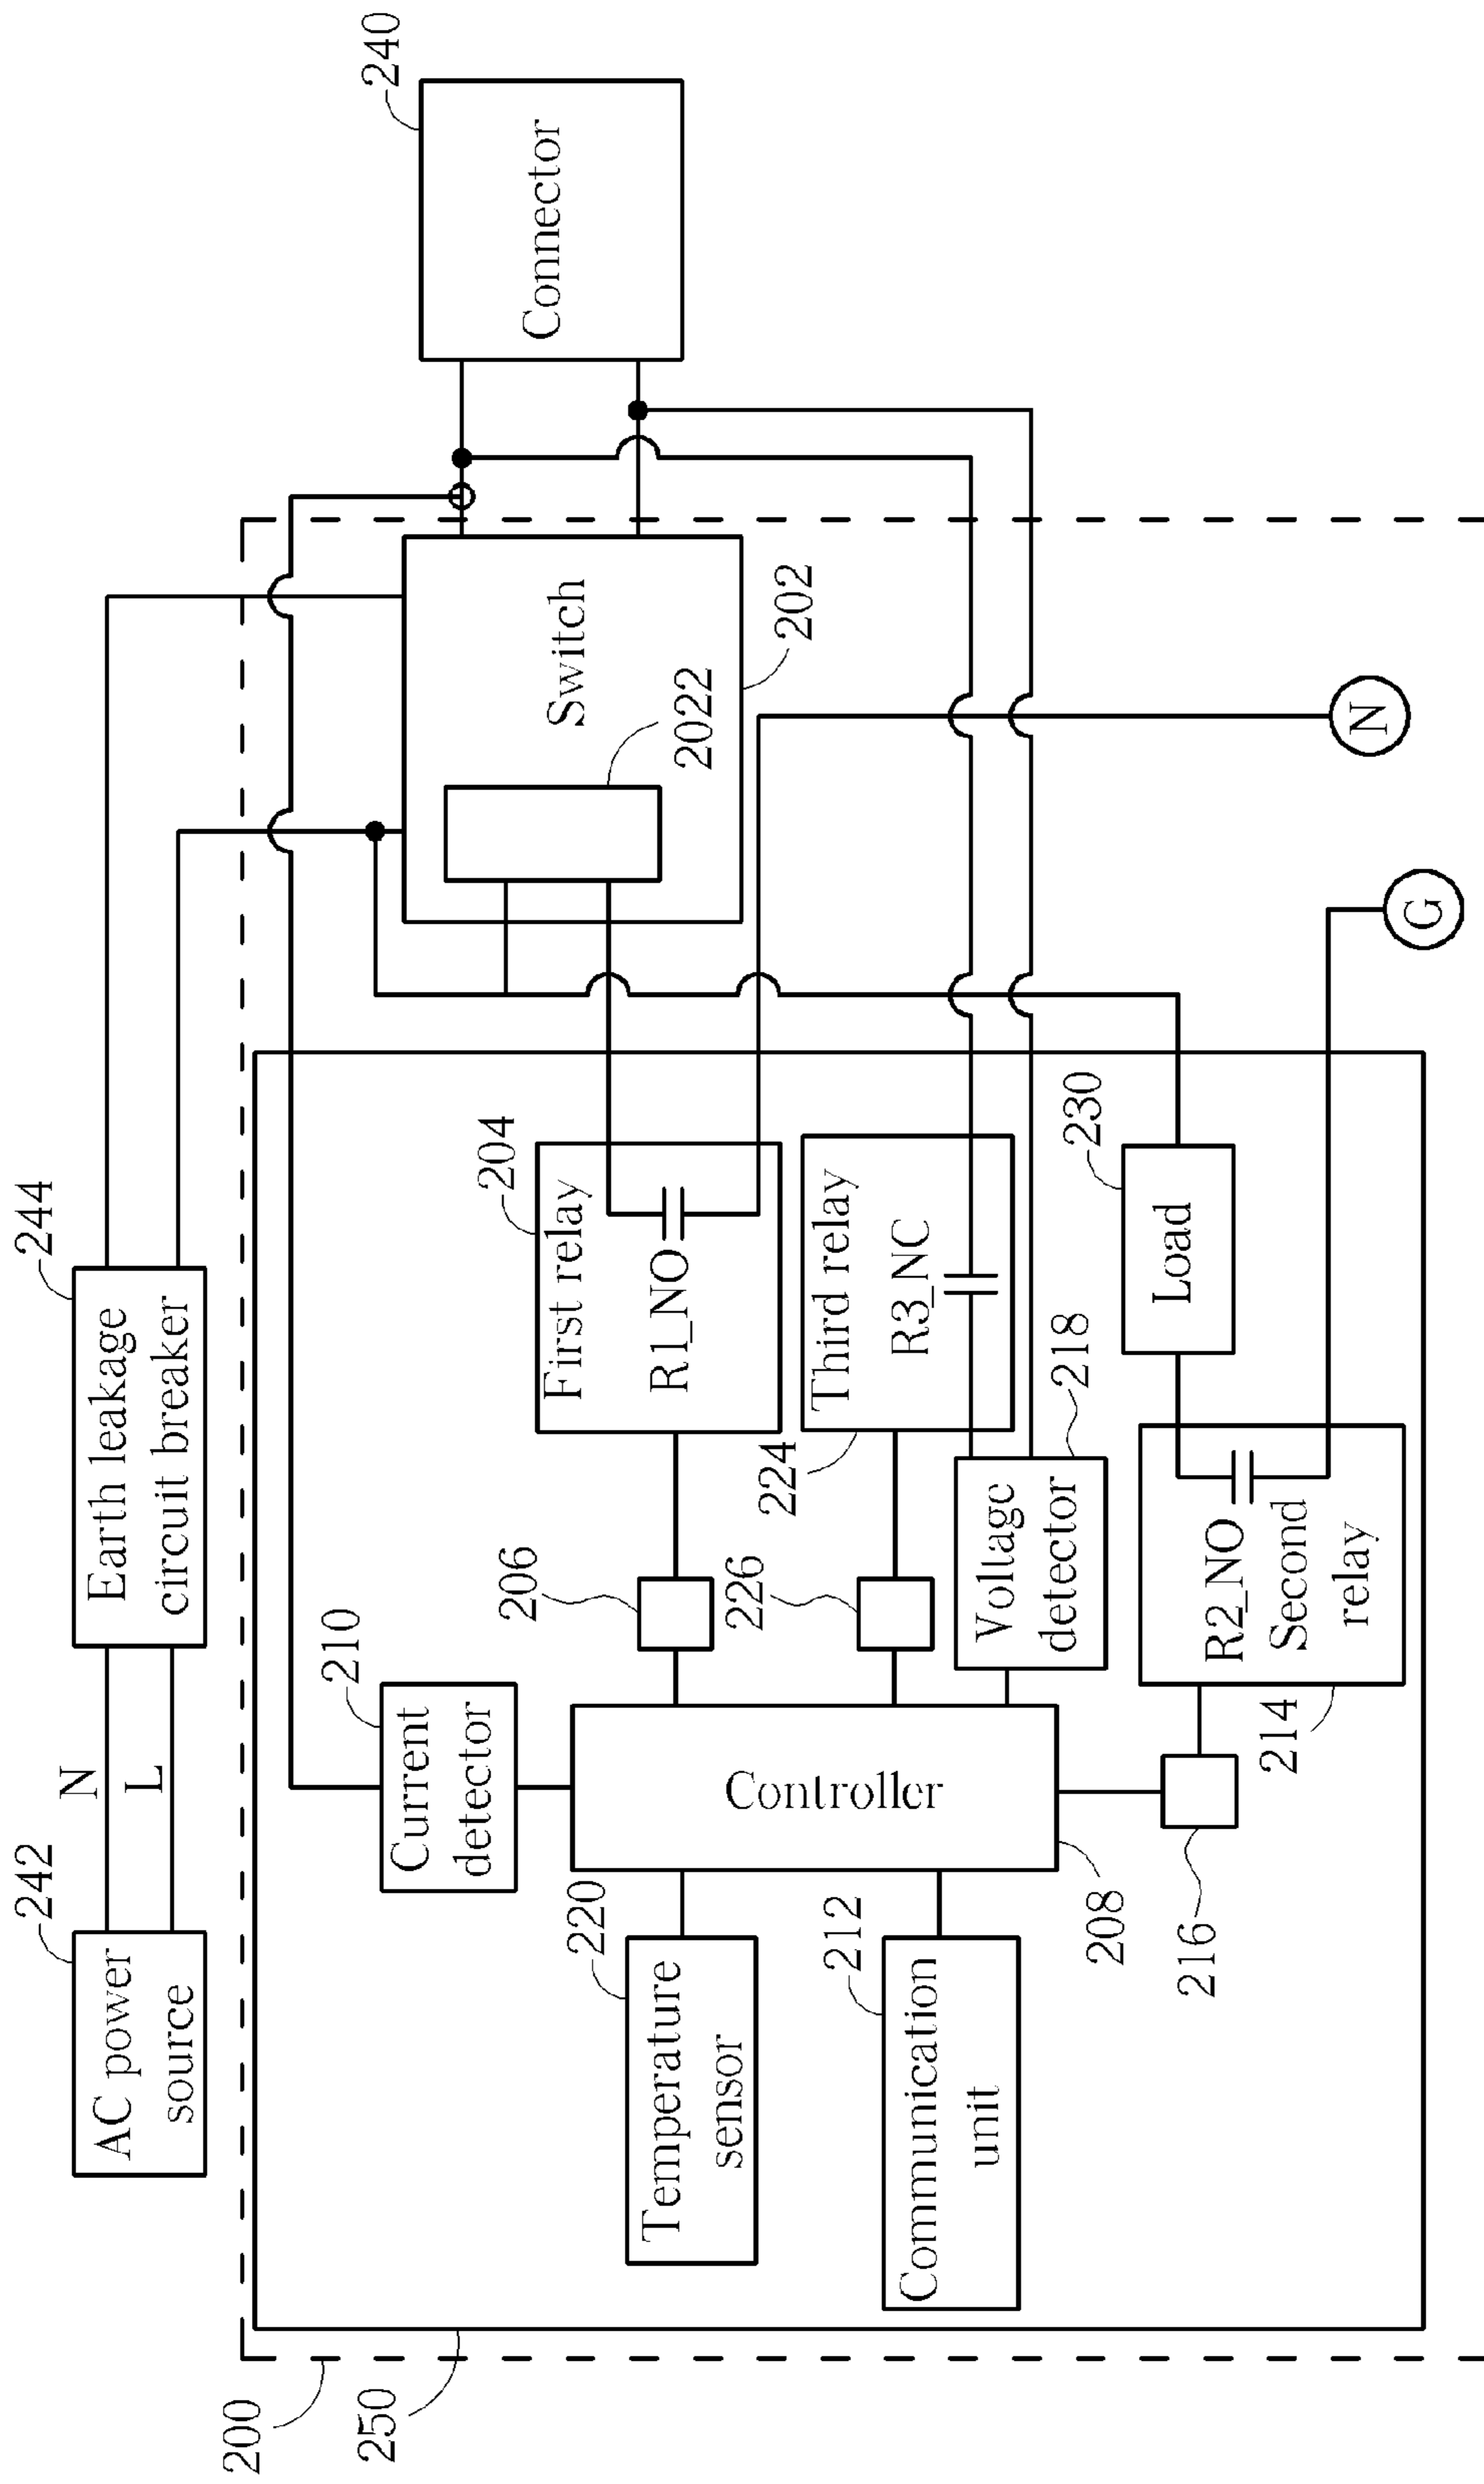 240
Connector
244
Earth leakage
circuit breaker
N
L
242
AC power
source
Switch
202
2022
204
First relay
R1_NO
Third relay
R3_NC
224
206
226
210
Current
detector
Voltage
detector
218
230
Load
R2_NO
Second
relay
214
216
Controller
208
220
Temperature
sensor
212
Communication
unit
N
G
200
250